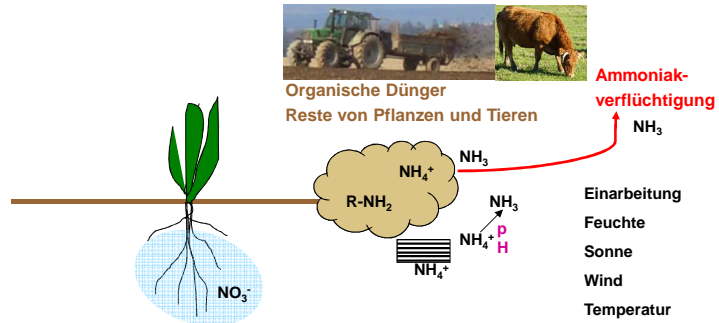 Organische Dünger
Reste von Pflanzen und Tieren
Ammoniak-
verflüchtigung
NH₃
NH₃
NH₄⁺
R-NH₂
NH₃
NH₄⁺
p
H
NH₄⁺
NO₃⁻
Einarbeitung
Feuchte
Sonne
Wind
Temperatur